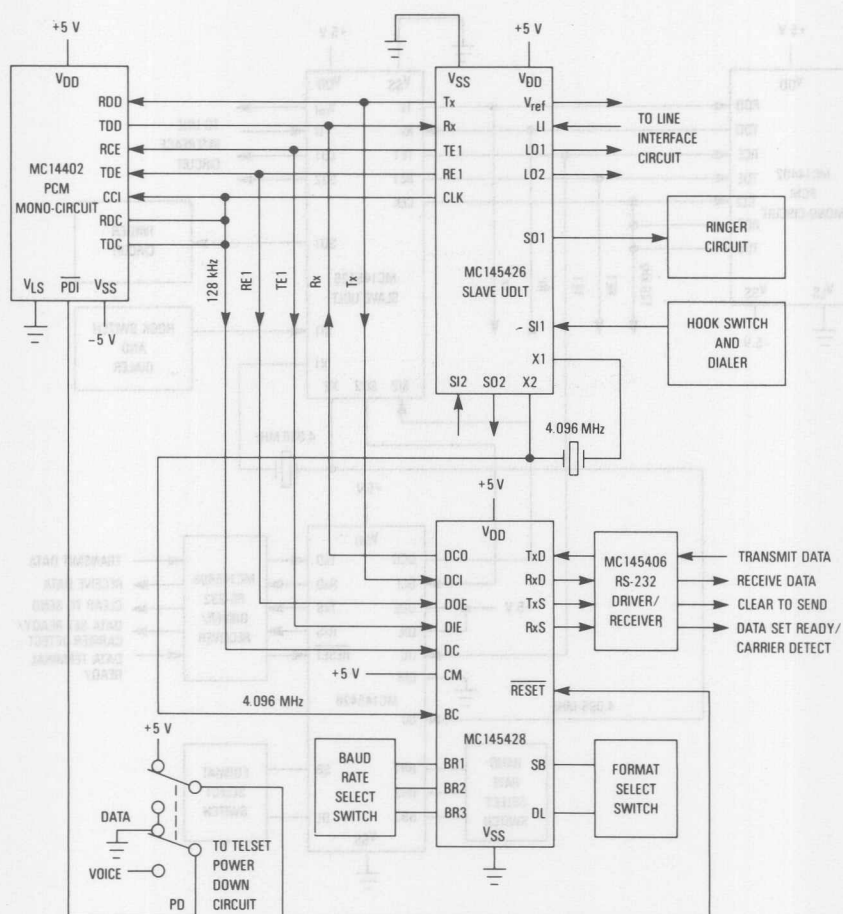 +5 V
VDD
RDD
TDD
RCE
TDE
CCI
RDC
TDC
MC14402
PCM
MONO-CIRCUIT
VLS
PDI
VSS
-5 V
128 kHz
RE1
TE1
Rx
Tx
+5 V
VSS
VDD
Tx
Rx
TE1
RE1
CLK
Vref
LI
LO1
LO2
SO1
MC145426
SLAVE UDLT
SI1
X1
SI2
SO2
X2
TO LINE
INTERFACE
CIRCUIT
RINGER
CIRCUIT
HOOK SWITCH
AND
DIALER
4.096 MHz
+5 V
VDD
DCO
DCI
DOE
DIE
DC
CM
BC
TxD
RxD
TxS
RxS
RESET
MC145428
BR1
BR2
BR3
SB
DL
VSS
+5 V
4.096 MHz
MC145406
RS-232
DRIVER/
RECEIVER
TRANSMIT DATA
RECEIVE DATA
CLEAR TO SEND
DATA SET READY/
CARRIER DETECT
BAUD
RATE
SELECT
SWITCH
FORMAT
SELECT
SWITCH
+5 V
DATA
VOICE
TO TELSET
POWER
DOWN
CIRCUIT
PD